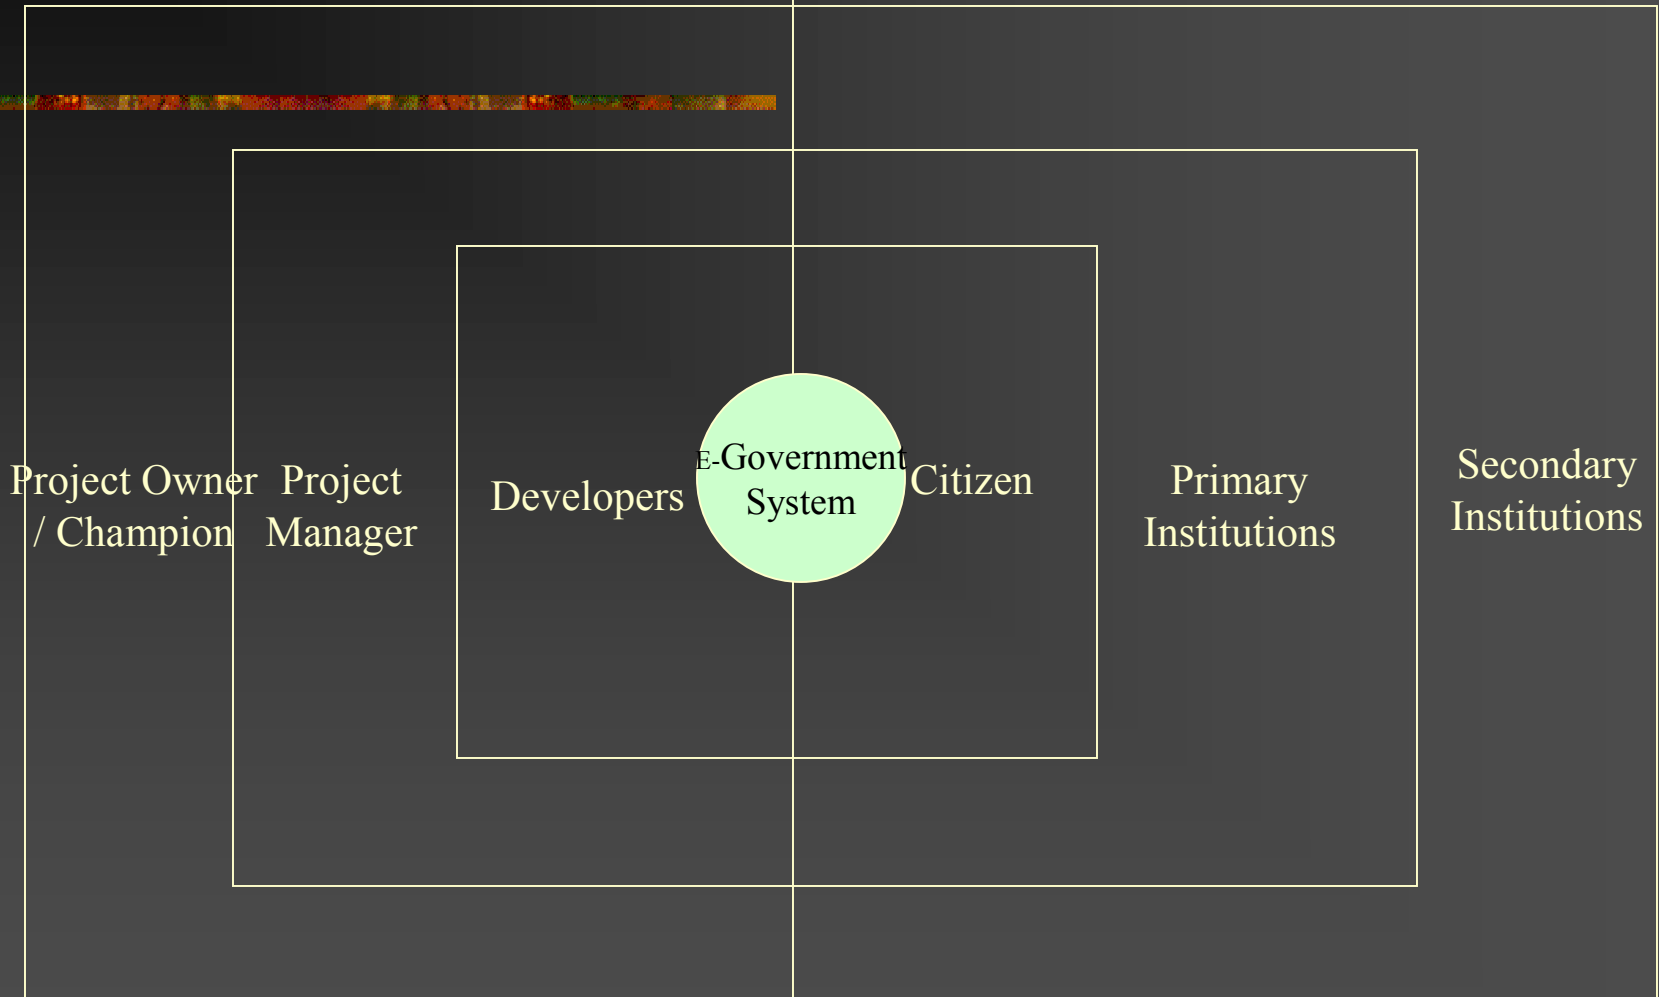 Project Owner
/ Champion
Project
Manager
Developers
E-Government
System
Citizen
Primary
Institutions
Secondary
Institutions